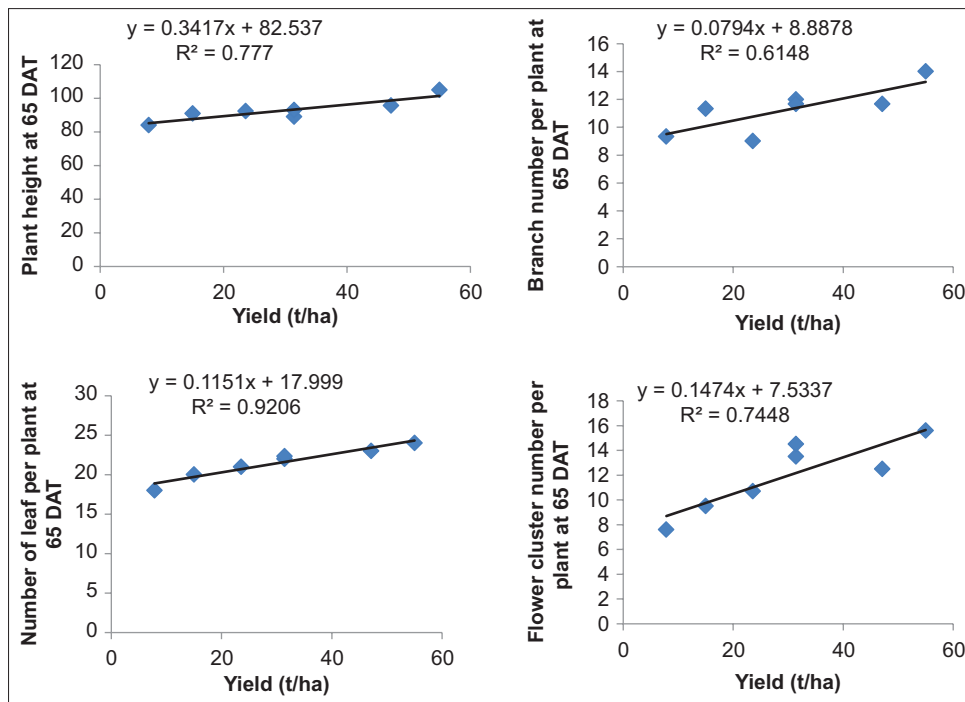 y = 0.3417x + 82.537
R² = 0.777
Plant height at 65 DAT
120
100
80
60
40
20
0
0 20 40 60
Yield (t/ha)
y = 0.0794x + 8.8878
R² = 0.6148
Branch number per plant at
65 DAT
16
14
12
10
8
6
4
2
0
0 20 40 60
Yield (t/ha)
y = 0.1151x + 17.999
R² = 0.9206
Number of leaf per plant at
65 DAT
30
25
20
15
10
5
0
0 20 40 60
Yield (t/ha)
y = 0.1474x + 7.5337
R² = 0.7448
Flower cluster number per
plant at 65 DAT
18
16
14
12
10
8
6
4
2
0
0 20 40 60
Yield (t/ha)